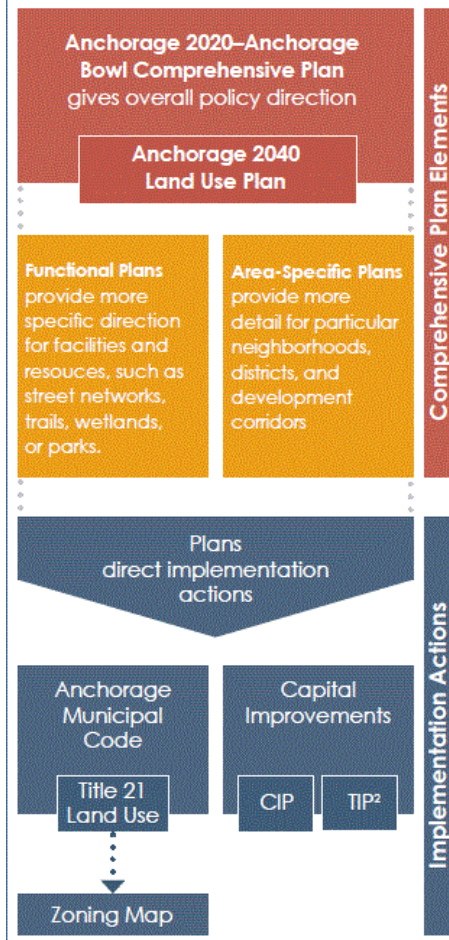 Anchorage 2020–Anchorage
Bowl Comprehensive Plan
gives overall policy direction
Anchorage 2040
Land Use Plan
Comprehensive Plan Elements
Functional Plans
provide more
specific direction
for facilities and
resouces, such as
street networks,
trails, wetlands,
or parks.
Area-Specific Plans
provide more
detail for particular
neighborhoods,
districts, and
development
corridors
Plans
direct implementation
actions
Implementation Actions
Anchorage
Municipal
Code
Title 21
Land Use
Capital
Improvements
CIP
TIP²
Zoning Map